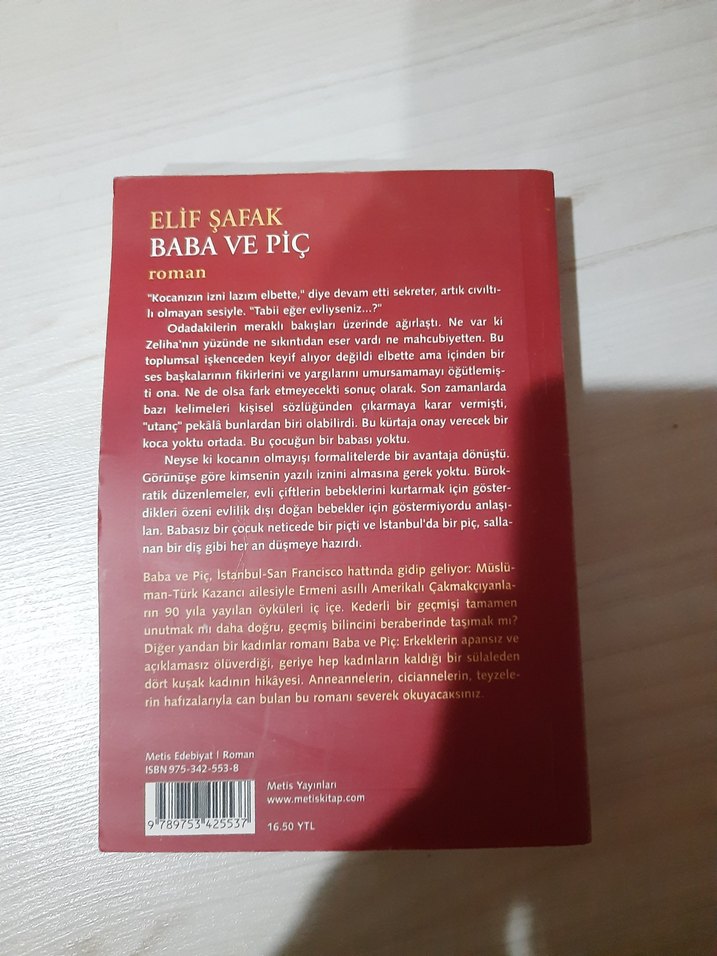 ELİF ŞAFAK
BABA VE PİÇ
roman
"Kocanızın izni lazım elbette," diye devam etti sekreter, artık cıvıltı-
lı olmayan sesiyle. "Tabii eğer evliyseniz...?"
Odadakilerin meraklı bakışları üzerinde ağırlaştı. Ne var ki
Zeliha'nın yüzünde ne sıkıntıdan eser vardı ne mahcubiyetten. Bu
toplumsal işkenceden keyif alıyor değildi elbette ama içinden bir
ses başkalarının fikirlerini ve yargılarını umursamamayı öğütlemiş-
ti ona. Ne de olsa fark etmeyecekti sonuç olarak. Son zamanlarda
bazı kelimeleri kişisel sözlüğünden çıkarmaya karar vermişti,
"utanç" pekâlâ bunlardan biri olabilirdi. Bu kürtaja onay verecek bir
koca yoktu ortada. Bu çocuğun bir babası yoktu.
Neyse ki kocanın olmayışı formalitelerde bir avantaja dönüştü.
Görünüşe göre kimsenin yazılı iznini almasına gerek yoktu. Bürok-
ratik düzenlemeler, evli çiftlerin bebeklerini kurtarmak için göster-
dikleri özeni evlilik dışı doğan bebekler için göstermiyordu anlaşı-
lan. Babasız bir çocuk neticede bir piçti ve İstanbul'da bir piç, salla-
nan bir diş gibi her an düşmeye hazırdı.
Baba ve Piç, İstanbul-San Francisco hattında gidip geliyor: Müslü-
man-Türk Kazancı ailesiyle Ermeni asıllı Amerikalı Çakmakçıyanla-
rın 90 yıla yayılan öyküleri iç içe. Kederli bir geçmişi tamamen
unutmak mı daha doğru, geçmiş bilincini beraberinde taşımak mı?
Diğer yandan bir kadınlar romanı Baba ve Piç: Erkeklerin apansız ve
açıklamasız ölüverdiği, geriye hep kadınların kaldığı bir sülaleden
dört kuşak kadının hikâyesi. Anneannelerin, ciciannelerin, teyzele-
rin hafızalarıyla can bulan bu romanı severek okuyacaksınız.
Metis Edebiyat | Roman
ISBN 975-342-553-8
Metis Yayınları
www.metiskitap.com
9 789753 425537
16.50 YTL